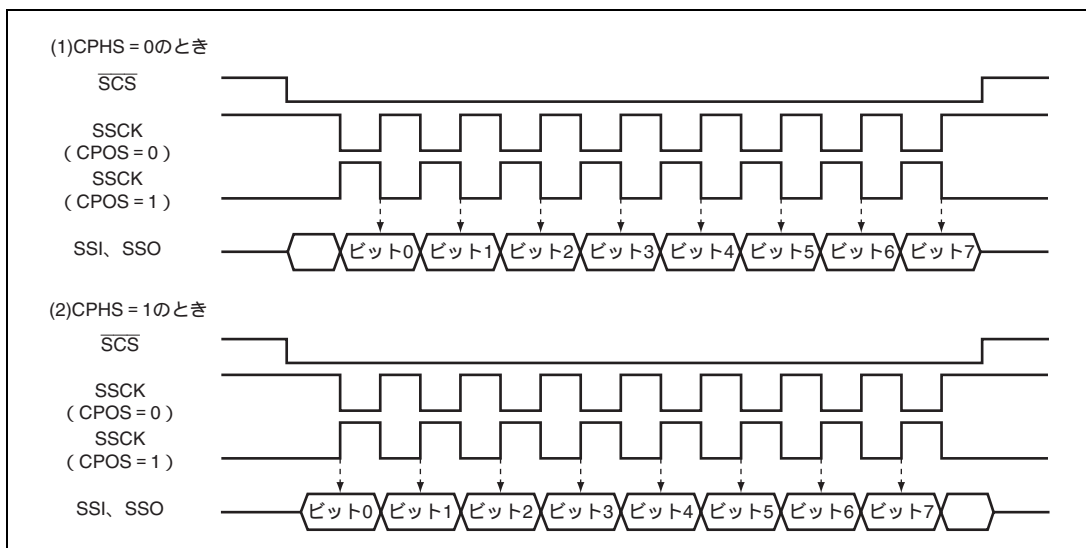 (1)CPHS = 0のとき
SCS
SSCK
( CPOS = 0 )
SSCK
( CPOS = 1 )
SSI、SSO
ビット0 ビット1 ビット2 ビット3 ビット4 ビット5 ビット6 ビット7
(2)CPHS = 1のとき
SCS
SSCK
( CPOS = 0 )
SSCK
( CPOS = 1 )
SSI、SSO
ビット0 ビット1 ビット2 ビット3 ビット4 ビット5 ビット6 ビット7